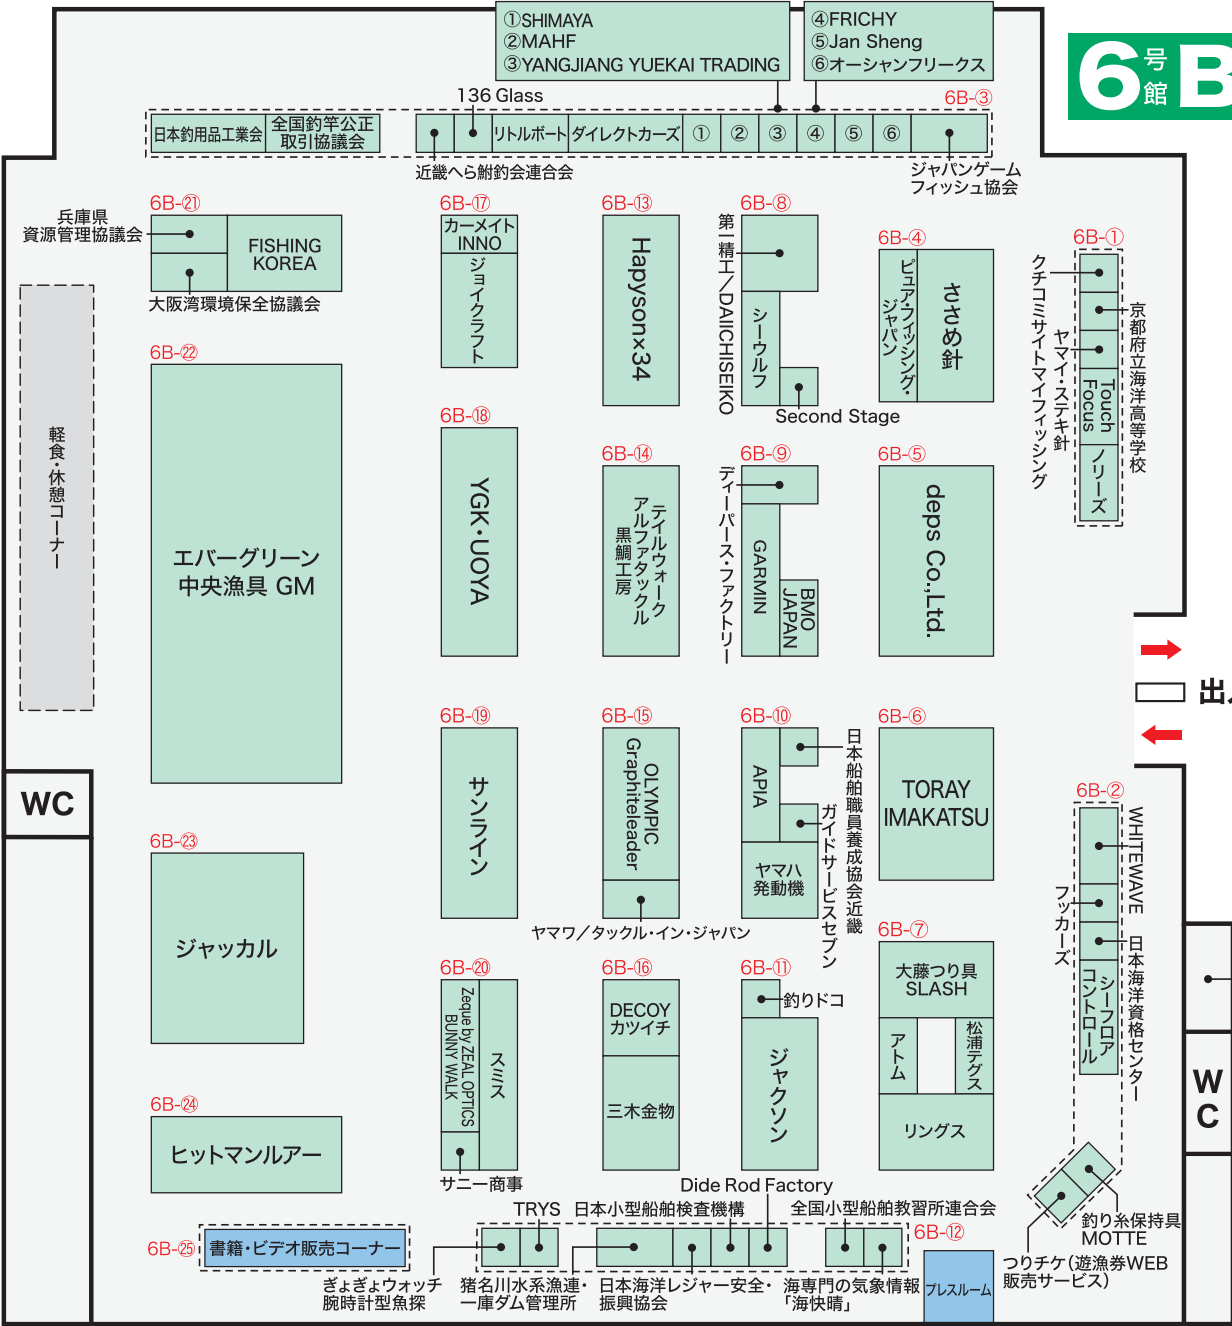 ①SHIMAYA
②MAHF
③YANGJIANG YUEKAI TRADING
④FRICHY
⑤Jan Sheng
⑥オーシャンフリークス
6号館B
136 Glass
6B-③
日本釣用品工業会
全国釣竿公正
取引協議会
リトルボート
ダイレクトカーズ
①
②
③
④
⑤
⑥
近畿へら鮒釣会連合会
ジャパンゲーム
フィッシュ協会
6B-㉑
兵庫県
資源管理協議会
FISHING
KOREA
大阪湾環境保全協議会
6B-⑰
カーメイト
INNO
ジョイクラフト
6B-⑬
Hapyson×34
6B-⑧
第一精工／DAIICHISEIKO
シーウルフ
Second Stage
6B-④
ピュア・フィッシング・
ジャパン
ささめ針
6B-①
クチコミサイトマイフィッシング
京都府立海洋高等学校
ヤマイ・ステキ針
Touch
Focus
ノリーズ
軽食・休憩コーナー
6B-㉒
エバーグリーン
中央漁具 GM
6B-⑱
YGK・UOYA
6B-⑭
テイルウォーク
アルファタックル
黒鯛工房
6B-⑨
ディーパース・ファクトリー
GARMIN
BMO
JAPAN
6B-⑤
deps Co.,Ltd.
出
WC
6B-⑲
サンライン
6B-⑮
OLYMPIC
Graphiteleader
ヤマワ／タックル・イン・ジャパン
6B-⑩
APIA
日本船舶職員養成協会近畿
ガイドサービスセブン
ヤマハ
発動機
6B-⑥
TORAY
IMAKATSU
6B-②
WHITEWAVE
フッカーズ
日本海洋資格センター
シーフロア
コントロール
6B-㉓
ジャッカル
6B-⑳
Zeque by ZEAL OPTICS
BUNNY WALK
スミス
サニー商事
6B-⑯
DECOY
カツイチ
三木金物
6B-⑪
釣りドコ
ジャクソン
6B-⑦
大藤つり具
SLASH
アトム
松浦テグス
リングス
WC
6B-㉔
ヒットマンルアー
6B-㉕
書籍・ビデオ販売コーナー
TRYS
日本小型船舶検査機構
Dide Rod Factory
全国小型船舶教習所連合会
6B-⑫
ぎょぎょウォッチ
腕時計型魚探
猪名川水系漁連・
一庫ダム管理所
日本海洋レジャー安全・
振興協会
海専門の気象情報
「海快晴」
プレスルーム
釣り糸保持具
MOTTE
つりチケ（遊漁券WEB
販売サービス）